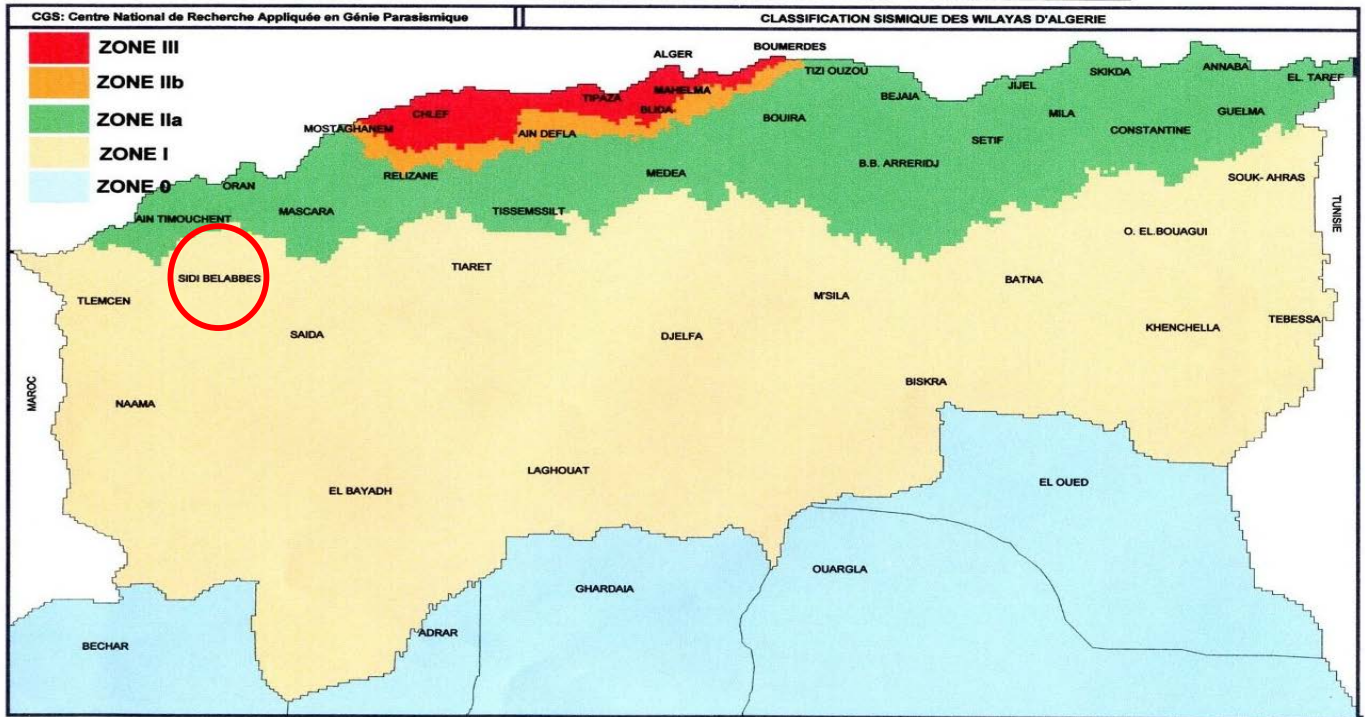 CGS: Centre National de Recherche Appliquée en Génie Parasismique
CLASSIFICATION SISMIQUE DES WILAYAS D'ALGERIE
ZONE III
ZONE IIb
ZONE IIa
ZONE I
ZONE 0
ALGER
BOUMERDES
TIZI OUZOU
MAHELMA
TIPAZA
BLIDA
CHLEF
MOSTAGHANEM
AIN DEFLA
BEJAIA
JIJEL
SKIKDA
ANNABA
EL. TAREF
MILA
GUELMA
CONSTANTINE
BOUIRA
SETIF
B.B. ARRERIDJ
MEDEA
RELIZANE
ORAN
MASCARA
TISSEMSSILT
AIN TIMOUCHENT
SOUK- AHRAS
TUNISIE
O. EL.BOUAGUI
SIDI BELABBES
TIARET
TLEMCEN
M'SILA
BATNA
SAIDA
DJELFA
KHENCHELLA
TEBESSA
MAROC
NAAMA
BISKRA
LAGHOUAT
EL BAYADH
EL OUED
OUARGLA
GHARDAIA
ADRAR
BECHAR